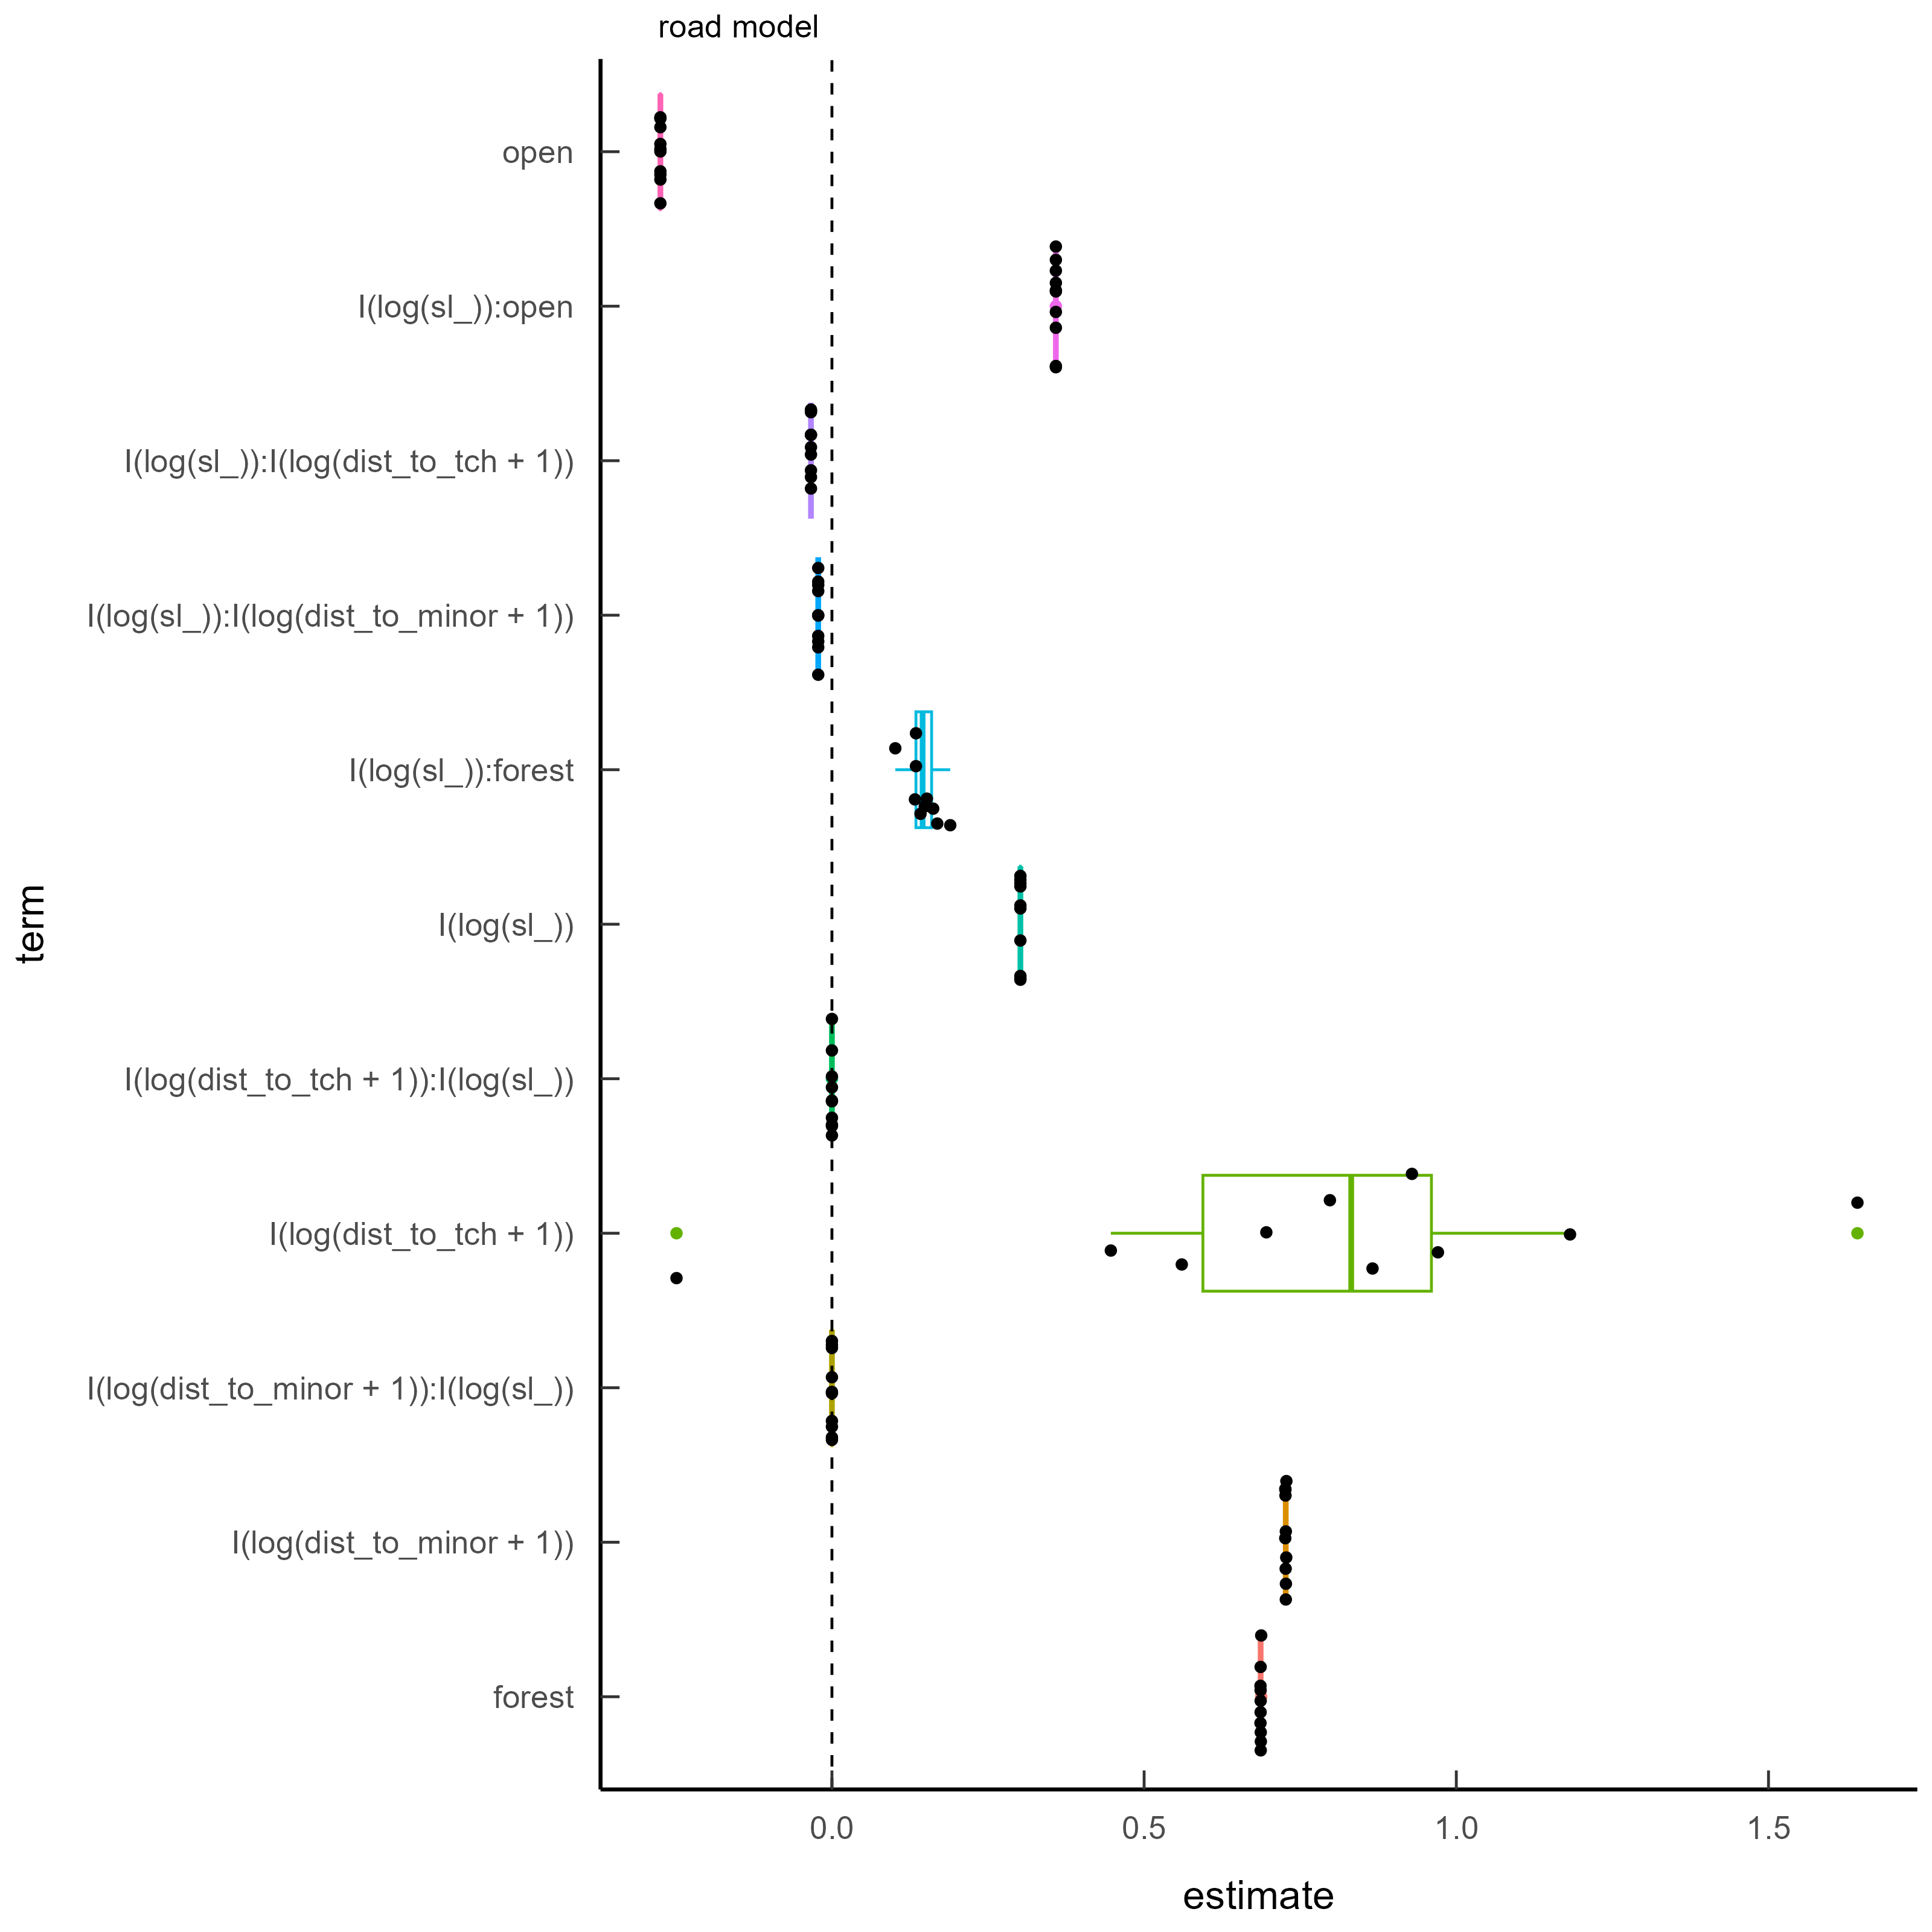 road model
open
I(log(sl_)):open
I(log(sl_)):I(log(dist_to_tch + 1))
I(log(sl_)):I(log(dist_to_minor + 1))
I(log(sl_)):forest
I(log(sl_))
I(log(dist_to_tch + 1)):I(log(sl_))
I(log(dist_to_tch + 1))
I(log(dist_to_minor + 1)):I(log(sl_))
I(log(dist_to_minor + 1))
forest
term
0.0 0.5 1.0 1.5
estimate